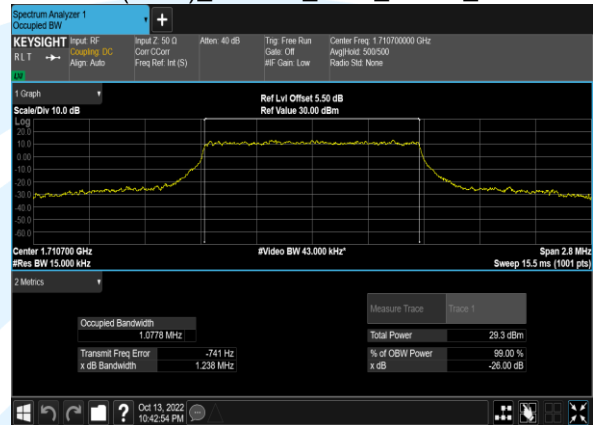 Spectrum Analyzer 1
Occupied BW
KEYSIGHT Input: RF Input Z: 50 Ω Atten: 40 dB Trig: Free Run Center Freq: 1.710700000 GHz
RLT Coupling: DC Corr CCorr Gate: Off Avg|Hold: 500/500
Align: Auto Freq Ref: Int (S) #IF Gain: Low Radio Std: None
LU
1 Graph Ref Lvl Offset 5.50 dB
Scale/Div 10.0 dB Ref Value 30.00 dBm
Log
20.0
10.0
0.00
-10.0
-20.0
-30.0
-40.0
-50.0
-60.0
Center 1.710700 GHz #Video BW 43.000 kHz* Span 2.8 MHz
#Res BW 15.000 kHz Sweep 15.5 ms (1001 pts)
2 Metrics
Measure Trace Trace 1
Occupied Bandwidth
1.0778 MHz Total Power 29.3 dBm
Transmit Freq Error -741 Hz % of OBW Power 99.00 %
x dB Bandwidth 1.238 MHz x dB -26.00 dB
Oct 13, 2022
10:42:54 PM